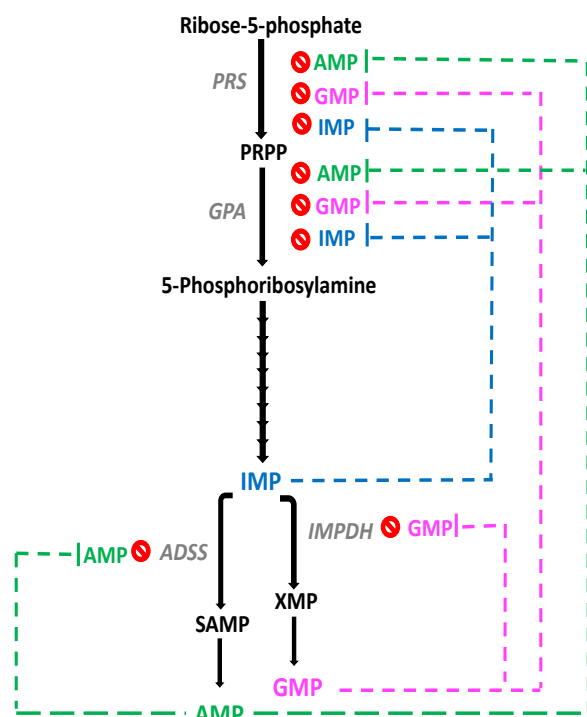 Ribose-5-phosphate
AMP
PRS
GMP
IMP
PRPP
AMP
GPA
GMP
IMP
5-Phosphoribosylamine
IMP
IMPDH GMP
AMP ADSS
XMP
SAMP
GMP
AMP